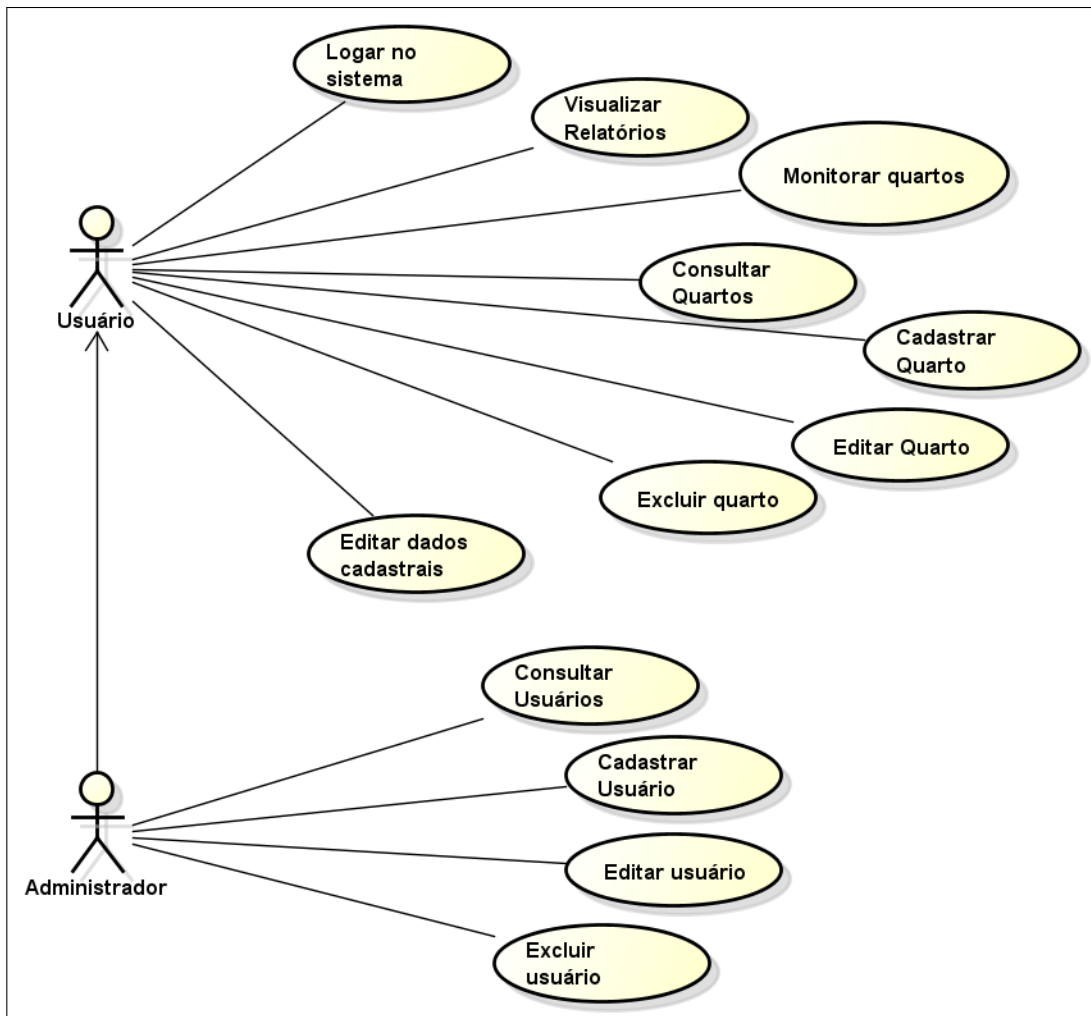 Logar no
sistema
Visualizar
Relatórios
Monitorar quartos
Consultar
Quartos
Usuário
Cadastrar
Quarto
Editar Quarto
Excluir quarto
Editar dados
cadastrais
Consultar
Usuários
Cadastrar
Usuário
Editar usuário
Administrador
Excluir
usuário